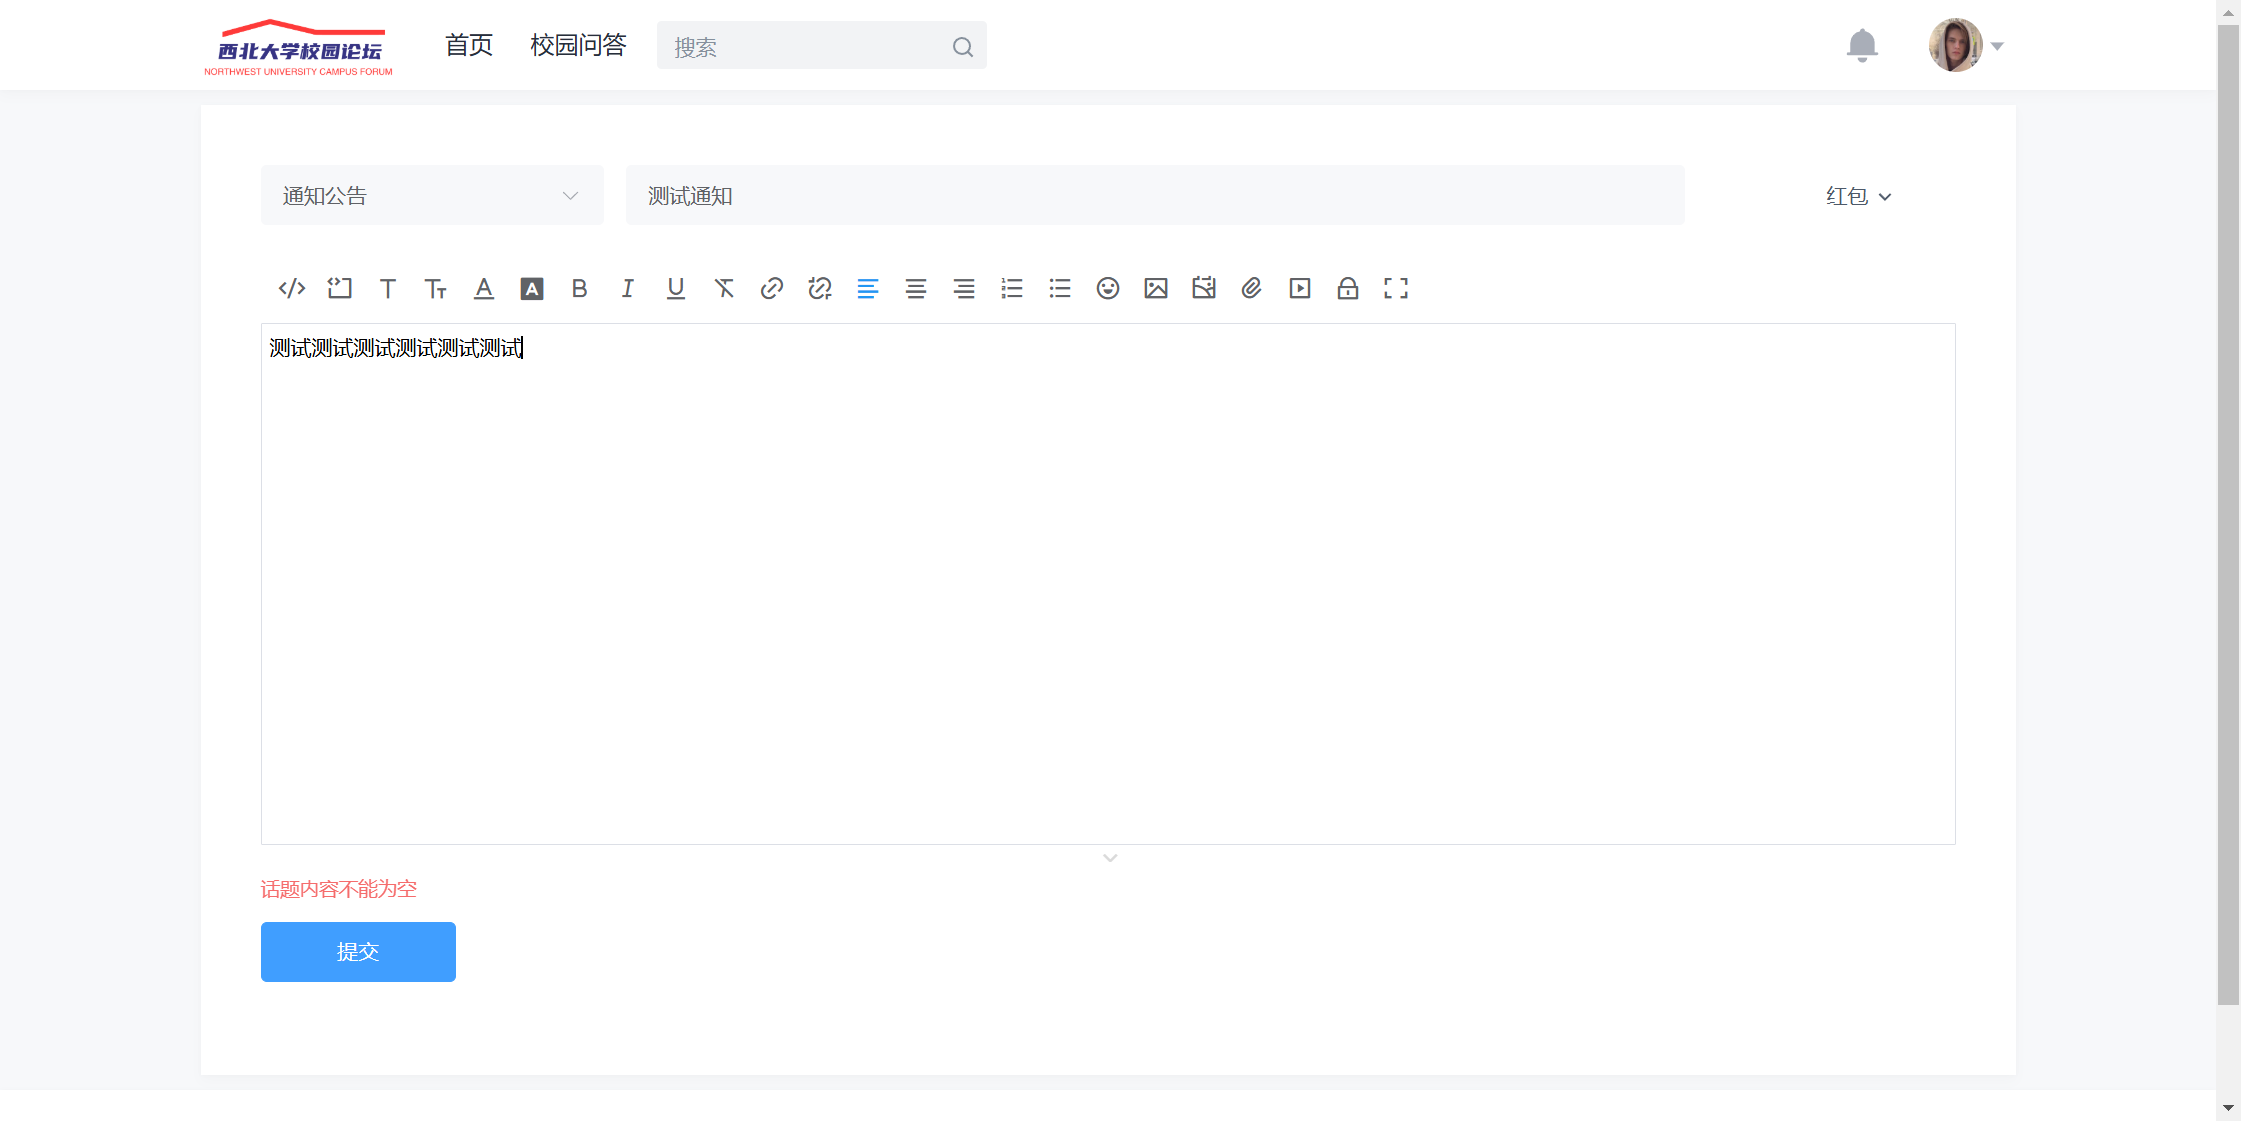 西北大学校园论坛
NORTHWEST UNIVERSITY CAMPUS FORUM
首页
校园问答
搜索
通知公告
测试通知
红包
测试测试测试测试测试测试
话题内容不能为空
提交